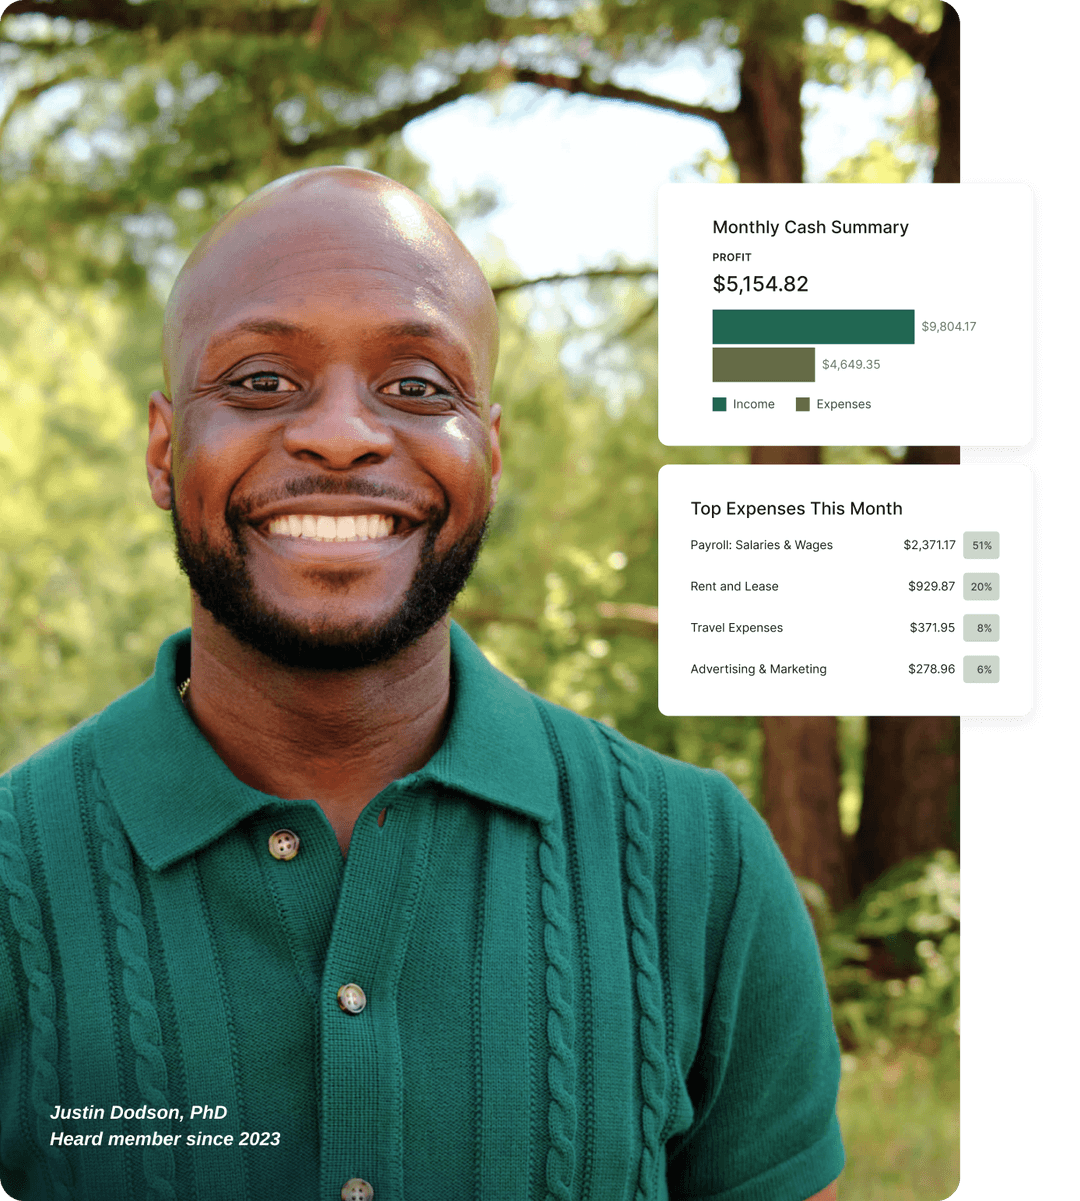 Monthly Cash Summary
PROFIT
$5,154.82
$9,804.17
$4,649.35
Income Expenses
Top Expenses This Month
Payroll: Salaries & Wages $2,371.17 51%
Rent and Lease $929.87 20%
Travel Expenses $371.95 8%
Advertising & Marketing $278.96 6%
Justin Dodson, PhD
Heard member since 2023